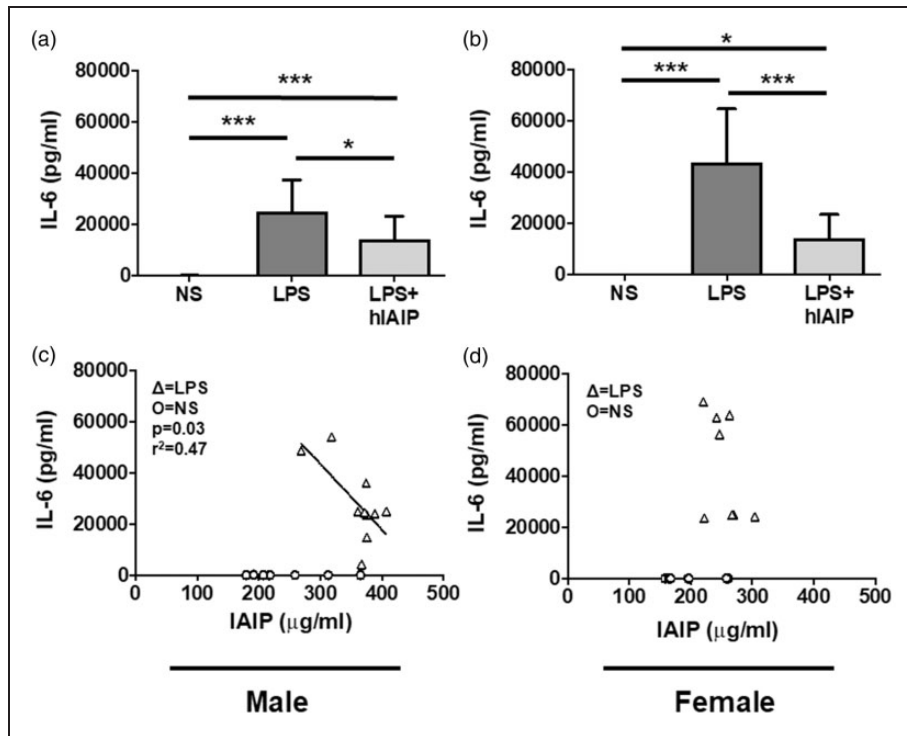 (a)
80000
60000
40000
20000
0
IL-6 (pg/ml)
***
***
*
NS
LPS
LPS+
hIAIP
(b)
80000
60000
40000
20000
0
IL-6 (pg/ml)
*
***
***
NS
LPS
LPS+
hIAIP
(c)
80000
60000
40000
20000
0
IL-6 (pg/ml)
Δ=LPS
O=NS
p=0.03
r²=0.47
0 100 200 300 400 500
IAIP (μg/ml)
Male
(d)
80000
60000
40000
20000
0
IL-6 (pg/ml)
Δ=LPS
O=NS
0 100 200 300 400 500
IAIP (μg/ml)
Female